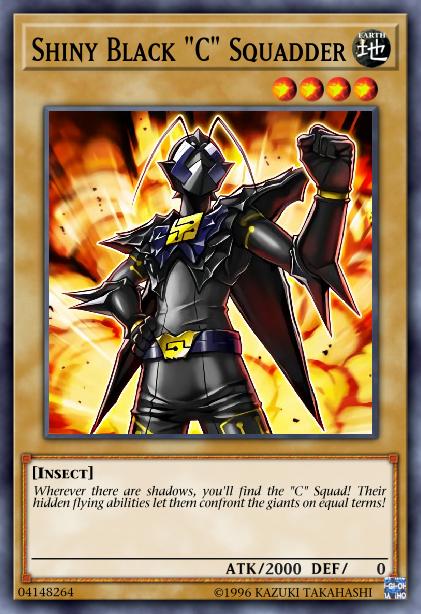 Shiny Black "C" Squadder
EARTH
地
[Insect]
Wherever there are shadows, you'll find the "C" Squad! Their
hidden flying abilities let them confront the giants on equal terms!
ATK/2000 DEF/ 0
04148264
©1996 KAZUKI TAKAHASHI